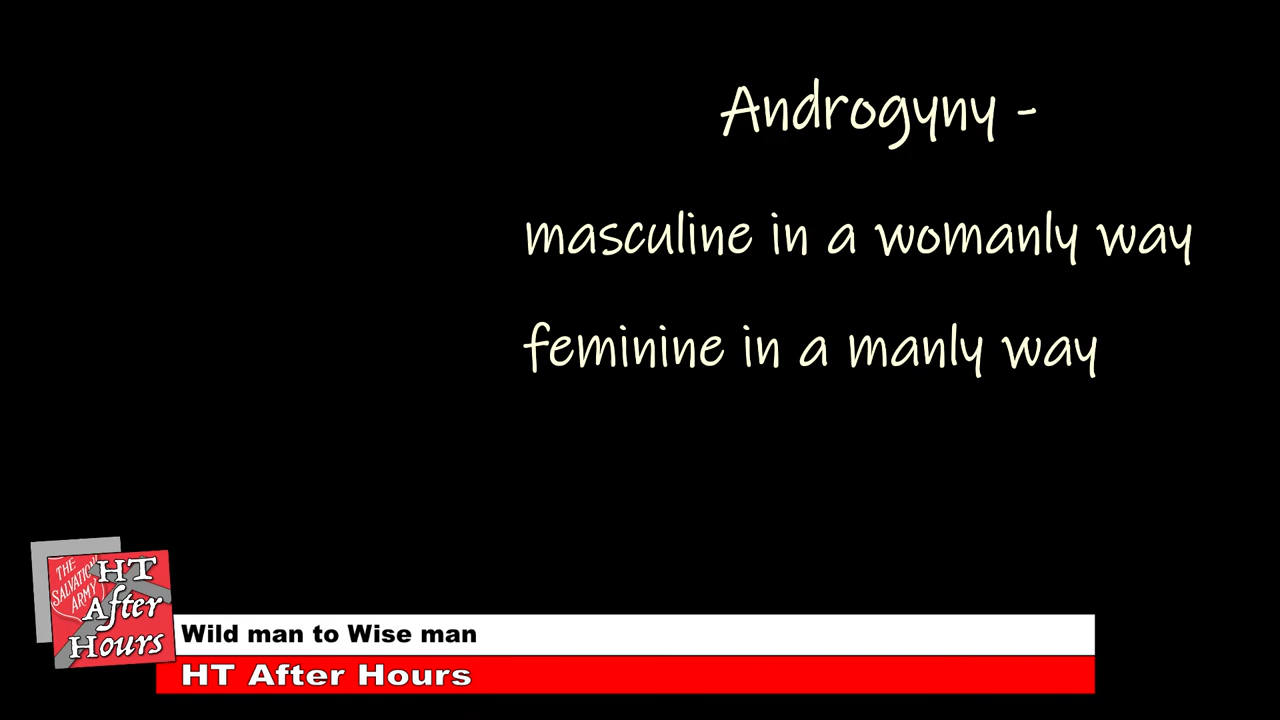 Androgyny -
masculine in a womanly way
feminine in a manly way
THE
SALVATION
ARMY
HT
After
Hours
Wild man to Wise man
HT After Hours